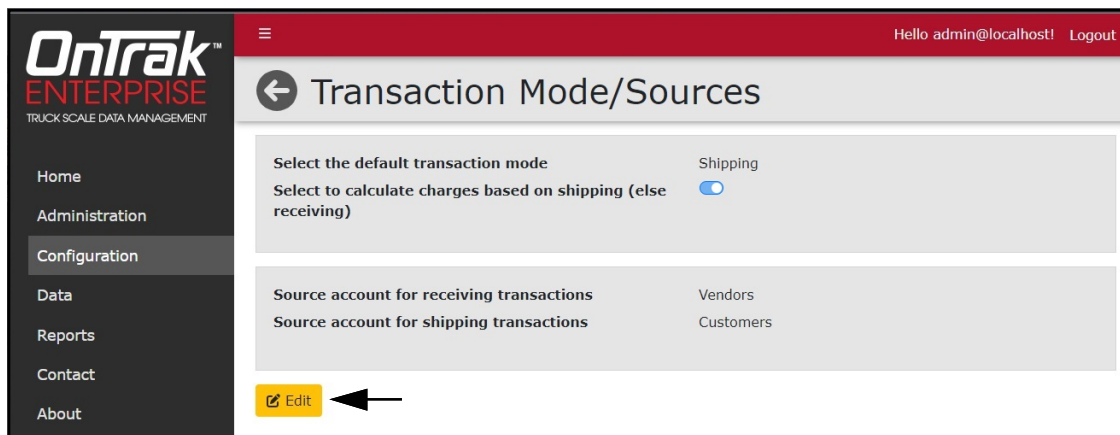 OnTrak™
ENTERPRISE
TRUCK SCALE DATA MANAGEMENT
Home
Administration
Configuration
Data
Reports
Contact
About
Hello admin@localhost! Logout
Transaction Mode/Sources
Select the default transaction mode Shipping
Select to calculate charges based on shipping (else
receiving)
Source account for receiving transactions Vendors
Source account for shipping transactions Customers
Edit